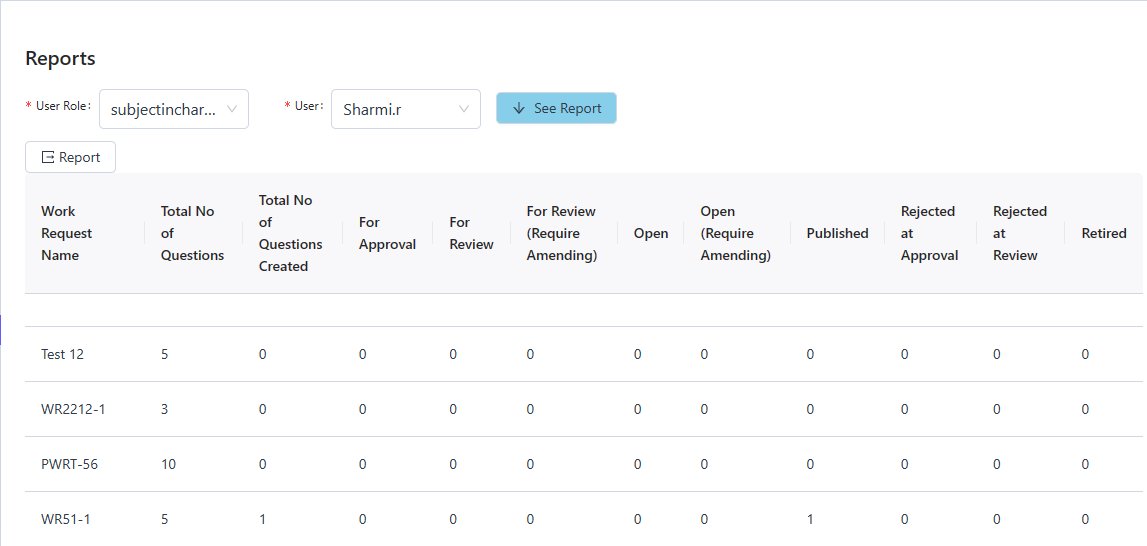 Reports
* User Role: subjectinchar... * User: Sharmi.r See Report
Report
Work Request Name Total No of Questions Total No of Questions Created For Approval For Review For Review (Require Amending) Open Open (Require Amending) Published Rejected at Approval Rejected at Review Retired
Test 12 5 0 0 0 0 0 0 0 0 0 0
WR2212-1 3 0 0 0 0 0 0 0 0 0 0
PWRT-56 10 0 0 0 0 0 0 0 0 0 0
WR51-1 5 1 0 0 0 0 0 1 0 0 0